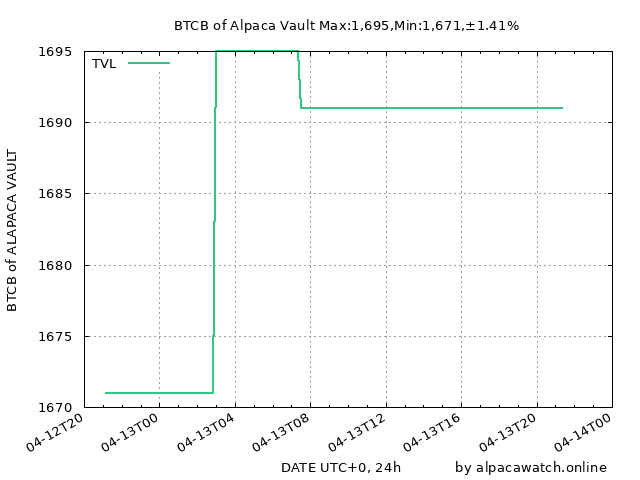 BTCB of Alpaca Vault Max:1,695,Min:1,671,±1.41%
TVL
1695
1690
1685
1680
1675
1670
BTCB of ALAPACA VAULT
04-12T20
04-13T00
04-13T04
04-13T08
04-13T12
04-13T16
04-13T20
04-14T00
DATE UTC+0, 24h
by alpacawatch.online